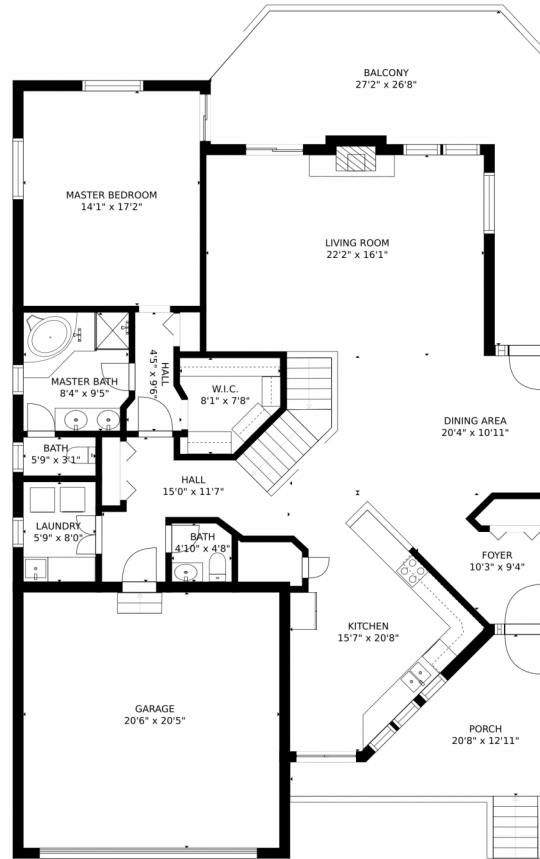 BALCONY
27'2" x 26'8"
MASTER BEDROOM
14'1" x 17'2"
LIVING ROOM
22'2" x 16'1"
HALL
4'5" x 9'6"
MASTER BATH
8'4" x 9'5"
W.I.C.
8'1" x 7'8"
DINING AREA
20'4" x 10'11"
BATH
5'9" x 3'1"
HALL
15'0" x 11'7"
LAUNDRY
5'9" x 8'0"
BATH
4'10" x 4'8"
FOYER
10'3" x 9'4"
KITCHEN
15'7" x 20'8"
GARAGE
20'6" x 20'5"
PORCH
20'8" x 12'11"